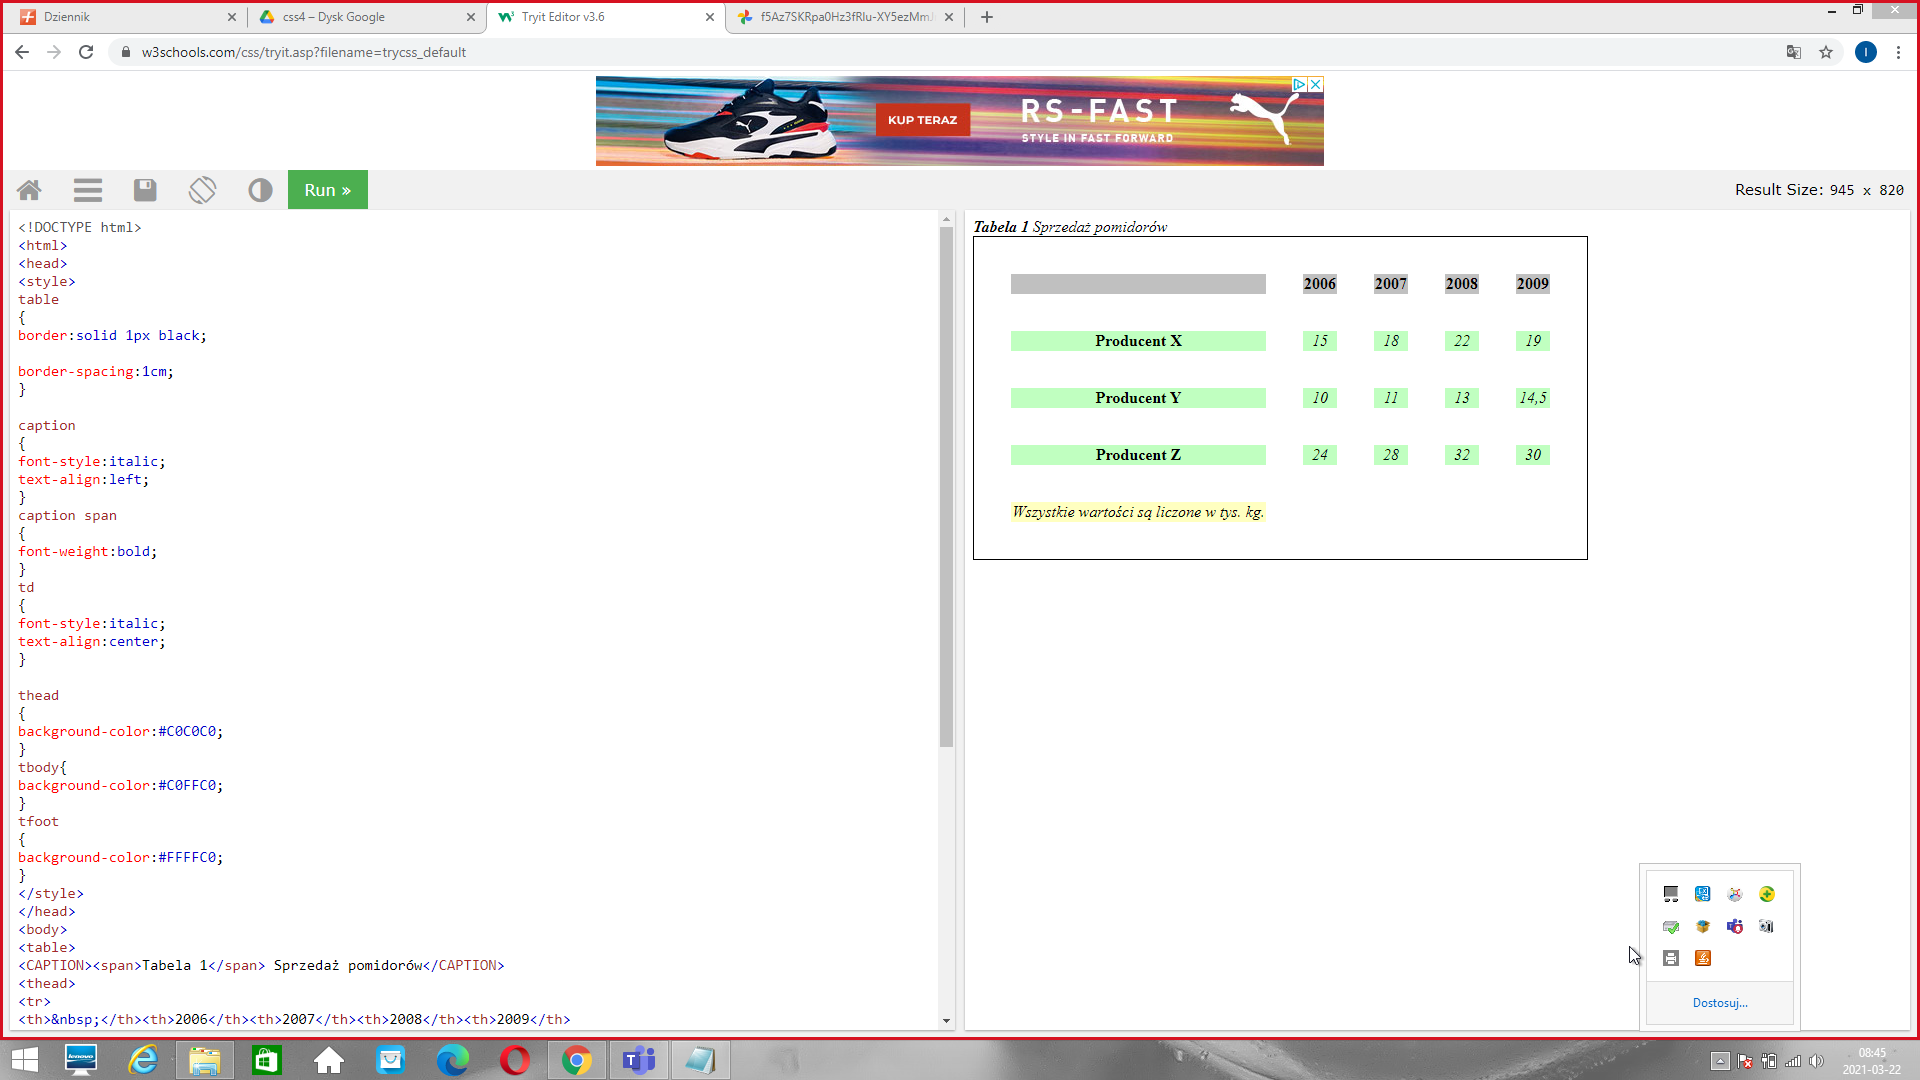 Dziennik
css4 – Dysk Google
Tryit Editor v3.6
w3schools.com/css/tryit.asp?filename=trycss_default
I
KUP TERAZ
RS-FAST
STYLE IN FAST FORWARD
Run »
Result Size: 945 x 820
<!DOCTYPE html>
<html>
<head>
<style>
table
{
border:solid 1px black;
border-spacing:1cm;
}
caption
{
font-style:italic;
text-align:left;
}
caption span
{
font-weight:bold;
}
td
{
font-style:italic;
text-align:center;
}
thead
{
background-color:#C0C0C0;
}
tbody{
background-color:#C0FFC0;
}
tfoot
{
background-color:#FFFFC0;
}
</style>
</head>
<body>
<table>
<CAPTION><span>Tabela 1</span> Sprzedaż pomidorów</CAPTION>
<thead>
<tr>
<th>&nbsp;</th><th>2006</th><th>2007</th><th>2008</th><th>2009</th>
Tabela 1 Sprzedaż pomidorów
2006 2007 2008 2009
Producent X 15 18 22 19
Producent Y 10 11 13 14,5
Producent Z 24 28 32 30
Wszystkie wartości są liczone w tys. kg.
Dostosuj...
lenovo
08:45
2021-03-22